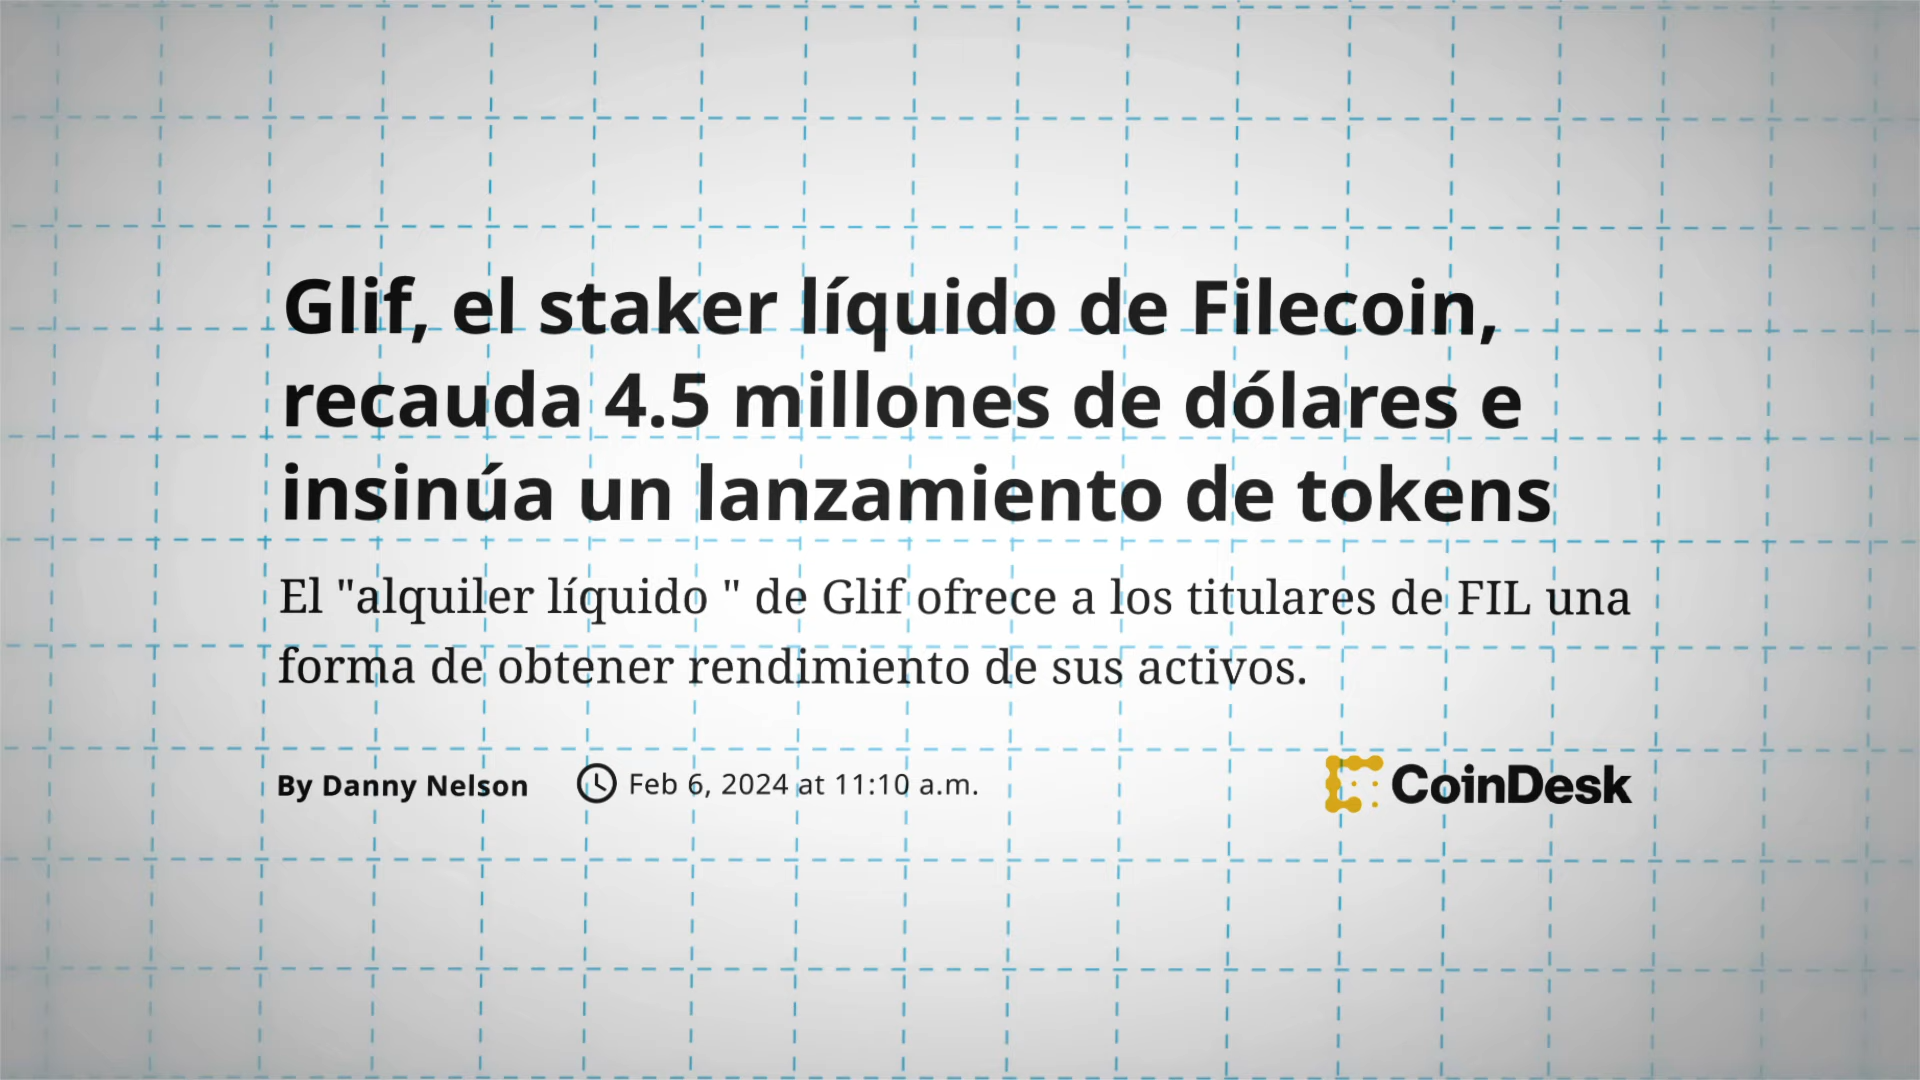 Glif, el staker líquido de Filecoin,
recauda 4.5 millones de dólares e
insinúa un lanzamiento de tokens
El "alquiler líquido " de Glif ofrece a los titulares de FIL una
forma de obtener rendimiento de sus activos.
By Danny Nelson Feb 6, 2024 at 11:10 a.m. CoinDesk